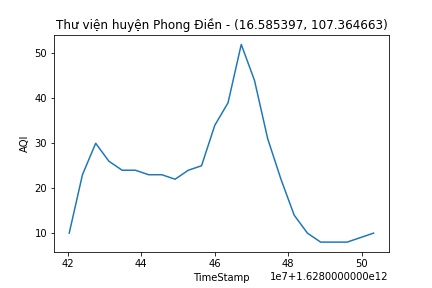 Thư viện huyện Phong Điền - (16.585397, 107.364663)
50
40
30
20
10
AQI
42 44 46 48 50
TimeStamp 1e7+1.6280000000e12